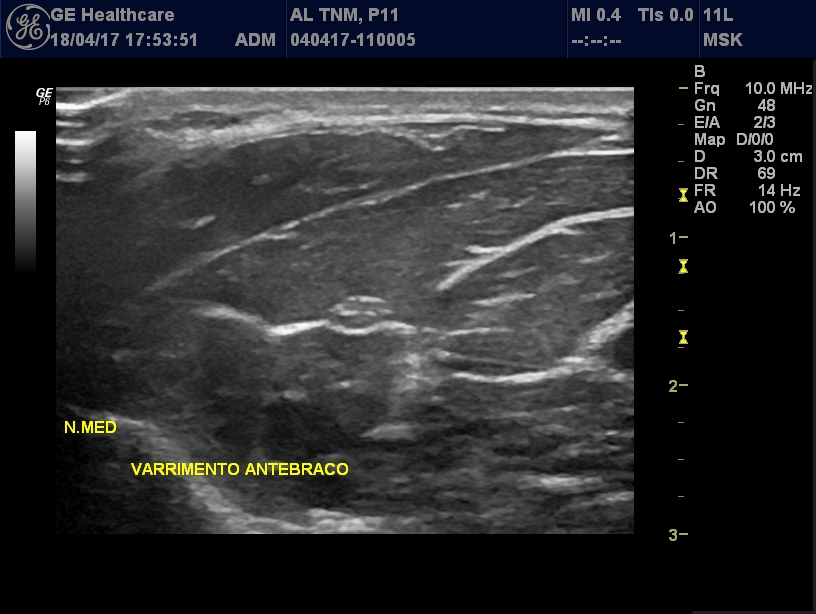 GE Healthcare
18/04/17 17:53:51 ADM
AL TNM, P11
040417-110005
MI 0.4 TIs 0.0
--:--:--
11L
MSK
GE
P6
B
Frq 10.0 MHz
Gn 48
E/A 2/3
Map D/0/0
D 3.0 cm
DR 69
FR 14 Hz
AO 100 %
1
2
3
N.MED
VARRIMENTO ANTEBRACO